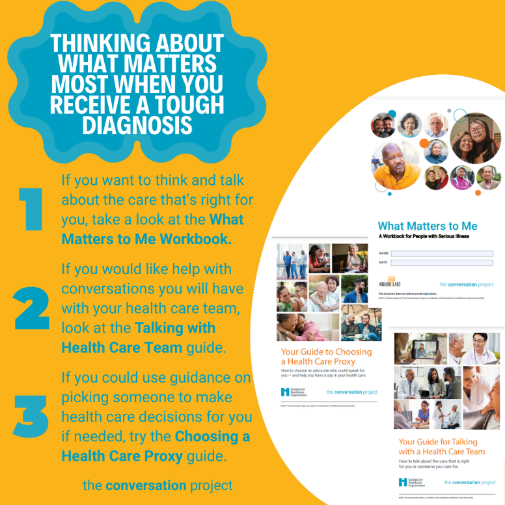 THINKING ABOUT
WHAT MATTERS
MOST WHEN YOU
RECEIVE A TOUGH
DIAGNOSIS
1
If you want to think and talk
about the care that's right for
you, take a look at the What
Matters to Me Workbook.
2
If you would like help with
conversations you will have
with your health care team,
look at the Talking with
Health Care Team guide.
3
If you could use guidance on
picking someone to make
health care decisions for you
if needed, try the Choosing a
Health Care Proxy guide.
the conversation project
What Matters to Me
A Workbook for People with Serious Illness
NAME
DATE
the conversation project
Your Guide to Choosing
a Health Care Proxy
How to choose an advocate who could speak for
you — and help you have a say in your health care.
Institute for
Healthcare
Improvement
the conversation project
Your Guide for Talking
with a Health Care Team
How to talk about the care that is right
for you or someone you care for.
Institute for
Healthcare
Improvement
the conversation project